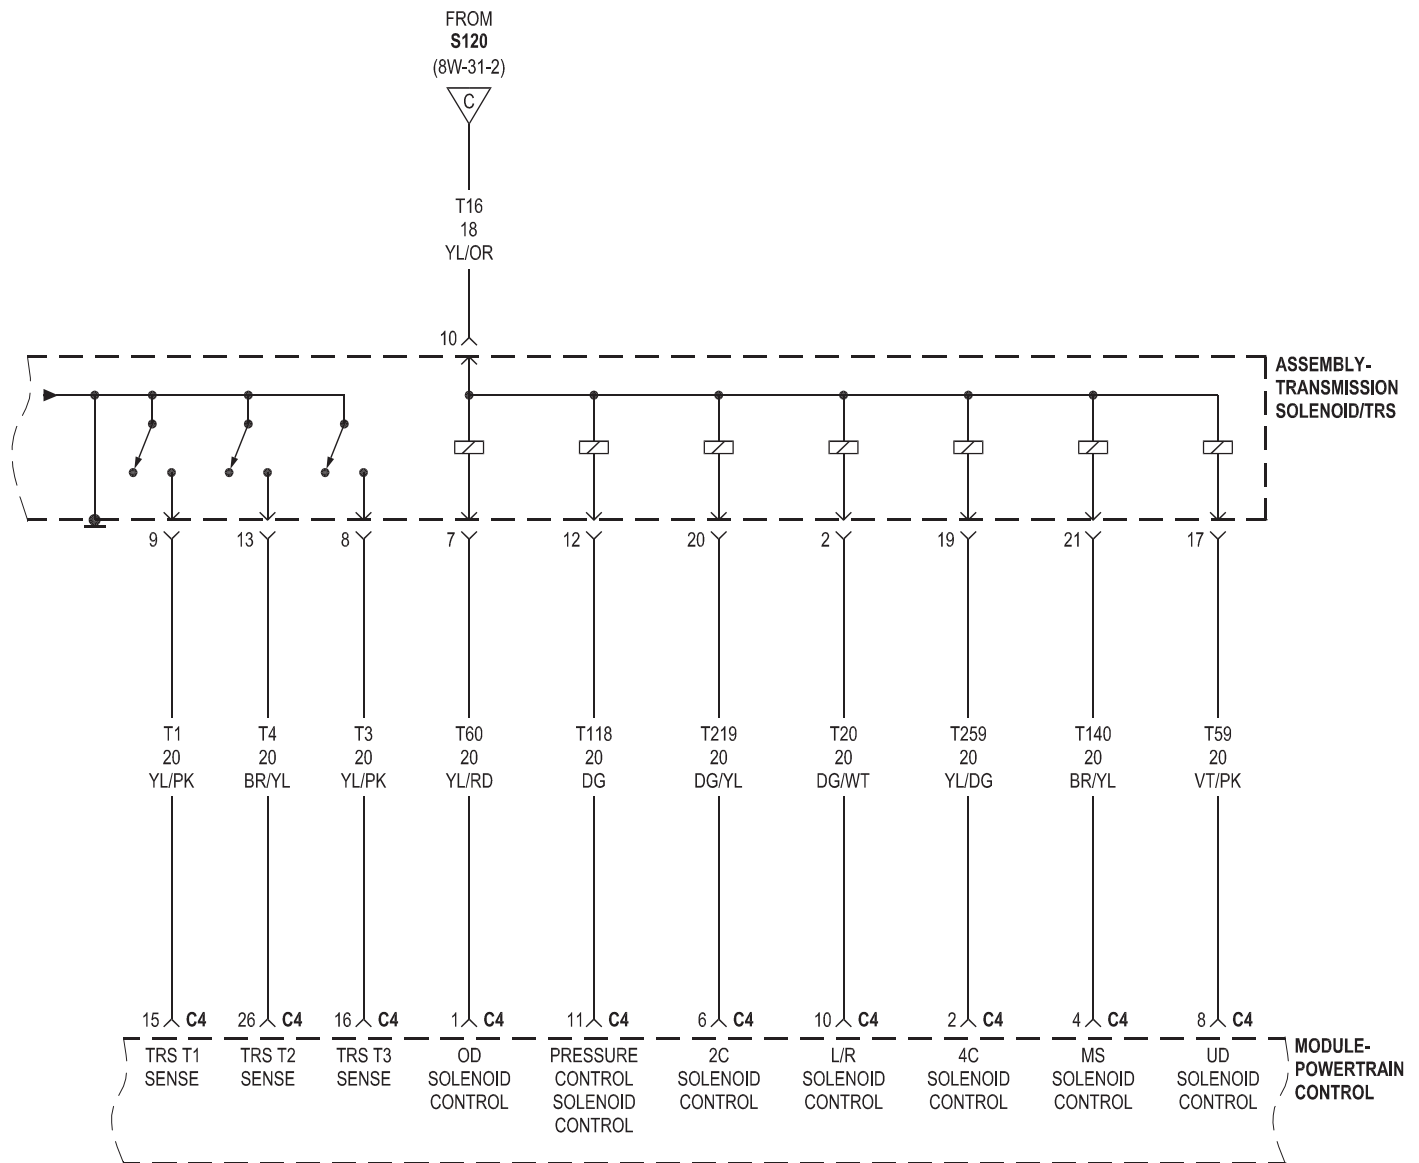 FROM
S120
(8W-31-2)
C
T16
18
YL/OR
10
ASSEMBLY-
TRANSMISSION
SOLENOID/TRS
9 13 8 7 12 20 2 19 21 17
T1 T4 T3 T60 T118 T219 T20 T259 T140 T59
20 20 20 20 20 20 20 20 20 20
YL/PK BR/YL YL/PK YL/RD DG DG/YL DG/WT YL/DG BR/YL VT/PK
15 C4 26 C4 16 C4 1 C4 11 C4 6 C4 10 C4 2 C4 4 C4 8 C4
TRS T1
SENSE
TRS T2
SENSE
TRS T3
SENSE
OD
SOLENOID
CONTROL
PRESSURE
CONTROL
SOLENOID
CONTROL
2C
SOLENOID
CONTROL
L/R
SOLENOID
CONTROL
4C
SOLENOID
CONTROL
MS
SOLENOID
CONTROL
UD
SOLENOID
CONTROL
MODULE-
POWERTRAIN
CONTROL